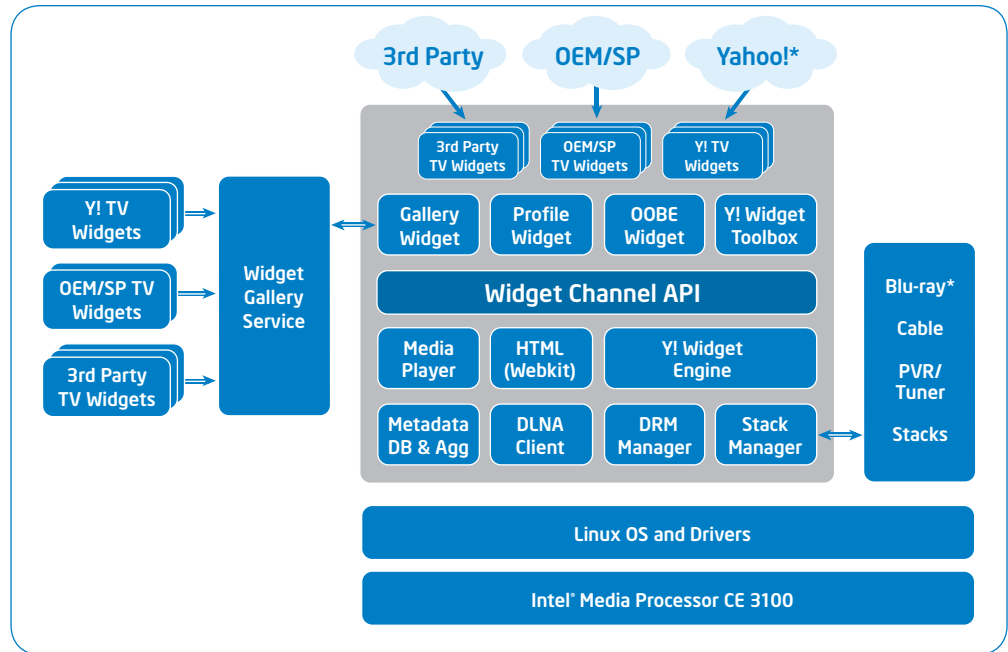 3rd Party
OEM/SP
Yahoo!*
3rd Party
TV Widgets
OEM/SP
TV Widgets
Y! TV
Widgets
Y! TV
Widgets
OEM/SP TV
Widgets
3rd Party
TV Widgets
Widget
Gallery
Service
Gallery
Widget
Profile
Widget
OOBE
Widget
Y! Widget
Toolbox
Widget Channel API
Media
Player
HTML
(Webkit)
Y! Widget
Engine
Metadata
DB & Agg
DLNA
Client
DRM
Manager
Stack
Manager
Blu-ray*
Cable
PVR/
Tuner
Stacks
Linux OS and Drivers
Intel® Media Processor CE 3100